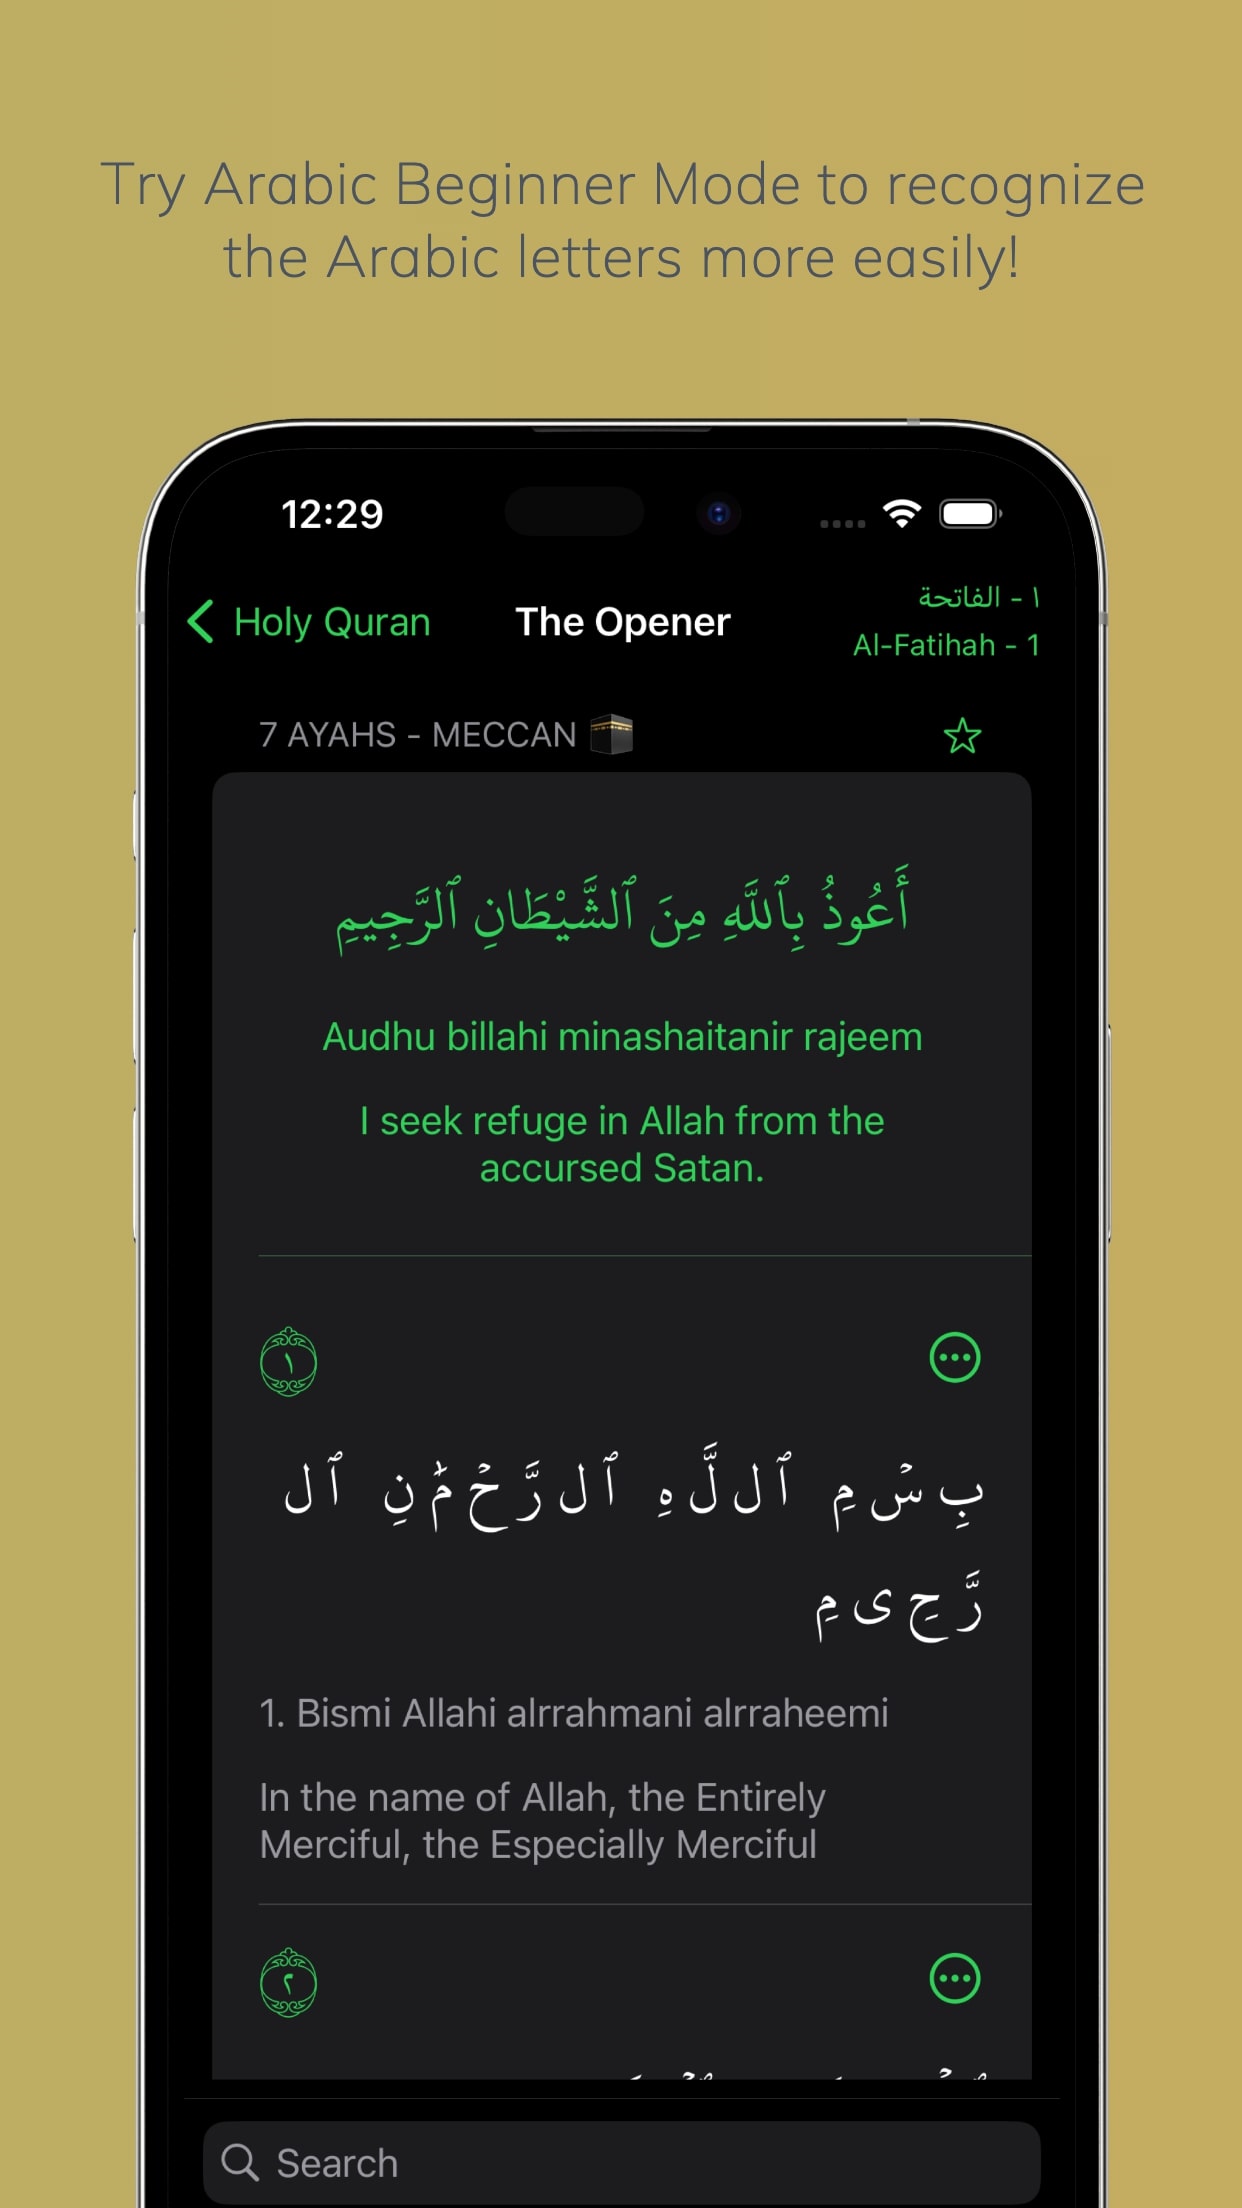 Try Arabic Beginner Mode to recognize
the Arabic letters more easily!
12:29
Holy Quran
The Opener
١ - الفاتحة
Al-Fatihah - 1
7 AYAHS - MECCAN
أَعُوذُ بِٱللَّهِ مِنَ ٱلشَّيْطَانِ ٱلرَّجِيمِ
Audhu billahi minashaitanir rajeem
I seek refuge in Allah from the
accursed Satan.
١
بِ سۡ مِ ٱ ل لَّ هِ ٱ ل رَّ حۡ مَٰ نِ ٱ ل
رَّ حِ ی مِ
1. Bismi Allahi alrrahmani alrraheemi
In the name of Allah, the Entirely
Merciful, the Especially Merciful
٢
Search